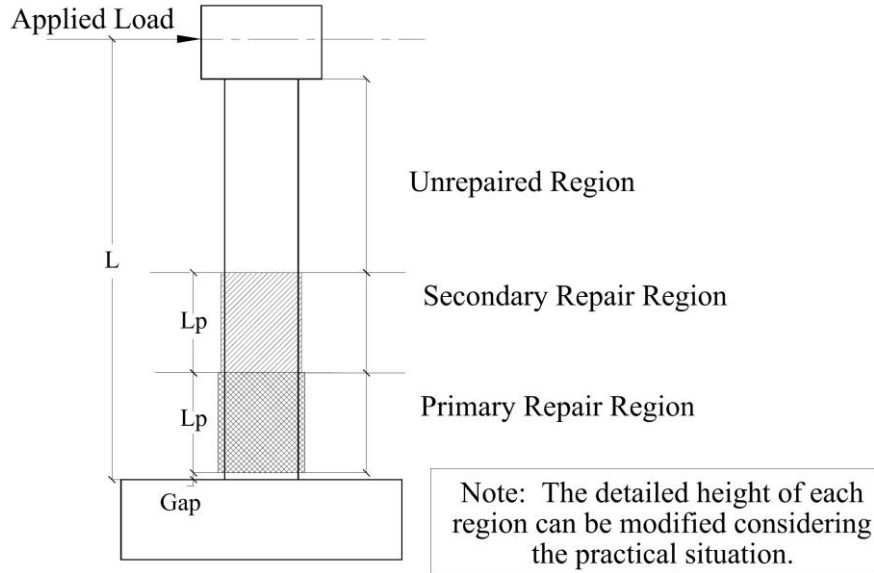 Applied Load
Unrepaired Region
L
Secondary Repair Region
Lp
Lp
Primary Repair Region
Gap
Note: The detailed height of each
region can be modified considering
the practical situation.